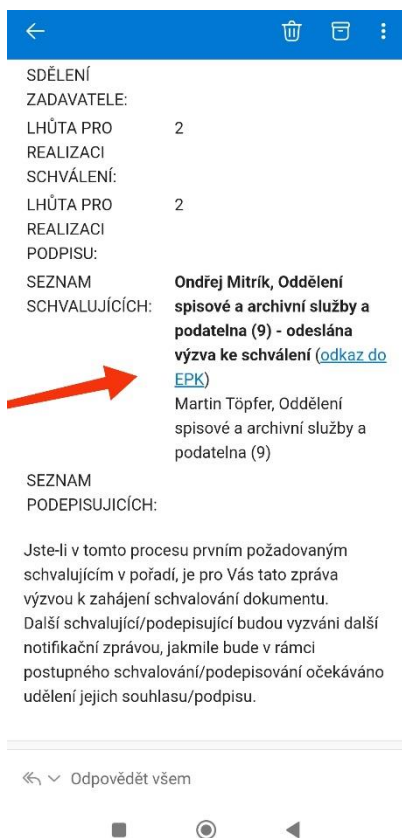 SDĚLENÍ
ZADAVATELE:
LHŮTA PRO 2
REALIZACI
SCHVÁLENÍ:
LHŮTA PRO 2
REALIZACI
PODPISU:
SEZNAM Ondřej Mitrík, Oddělení
SCHVALUJÍCÍCH: spisové a archivní služby a
podatelna (9) - odeslána
výzva ke schválení (odkaz do
EPK)
Martin Töpfer, Oddělení
spisové a archivní služby a
podatelna (9)
SEZNAM
PODEPISUJICÍCH:
Jste-li v tomto procesu prvním požadovaným
schvalujícím v pořadí, je pro Vás tato zpráva
výzvou k zahájení schvalování dokumentu.
Další schvalující/podepisující budou vyzváni další
notifikační zprávou, jakmile bude v rámci
postupného schvalování/podepisování očekáváno
udělení jejich souhlasu/podpisu.
Odpovědět všem